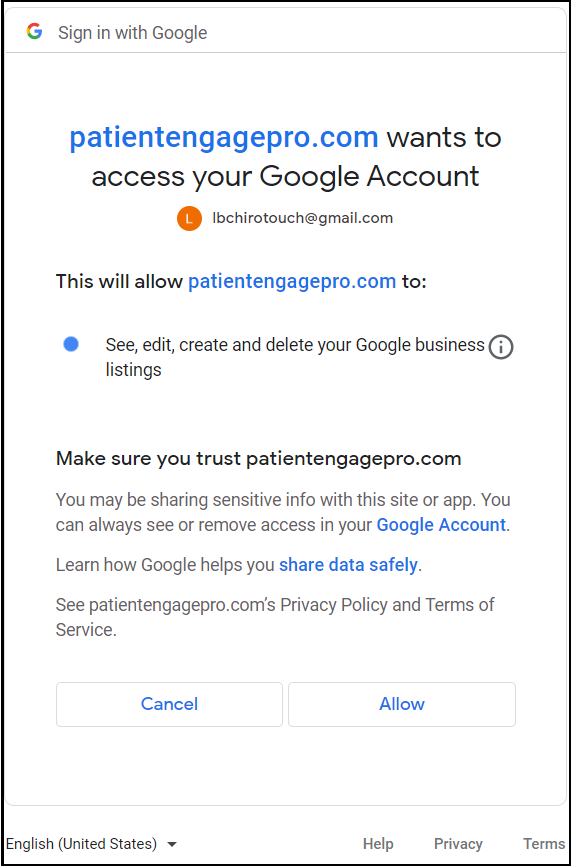 Sign in with Google
patientengagepro.com wants to
access your Google Account
L
lbchirotouch@gmail.com
This will allow patientengagepro.com to:
See, edit, create and delete your Google business
listings
Make sure you trust patientengagepro.com
You may be sharing sensitive info with this site or app. You
can always see or remove access in your Google Account.
Learn how Google helps you share data safely.
See patientengagepro.com’s Privacy Policy and Terms of
Service.
Cancel Allow
English (United States) Help Privacy Terms